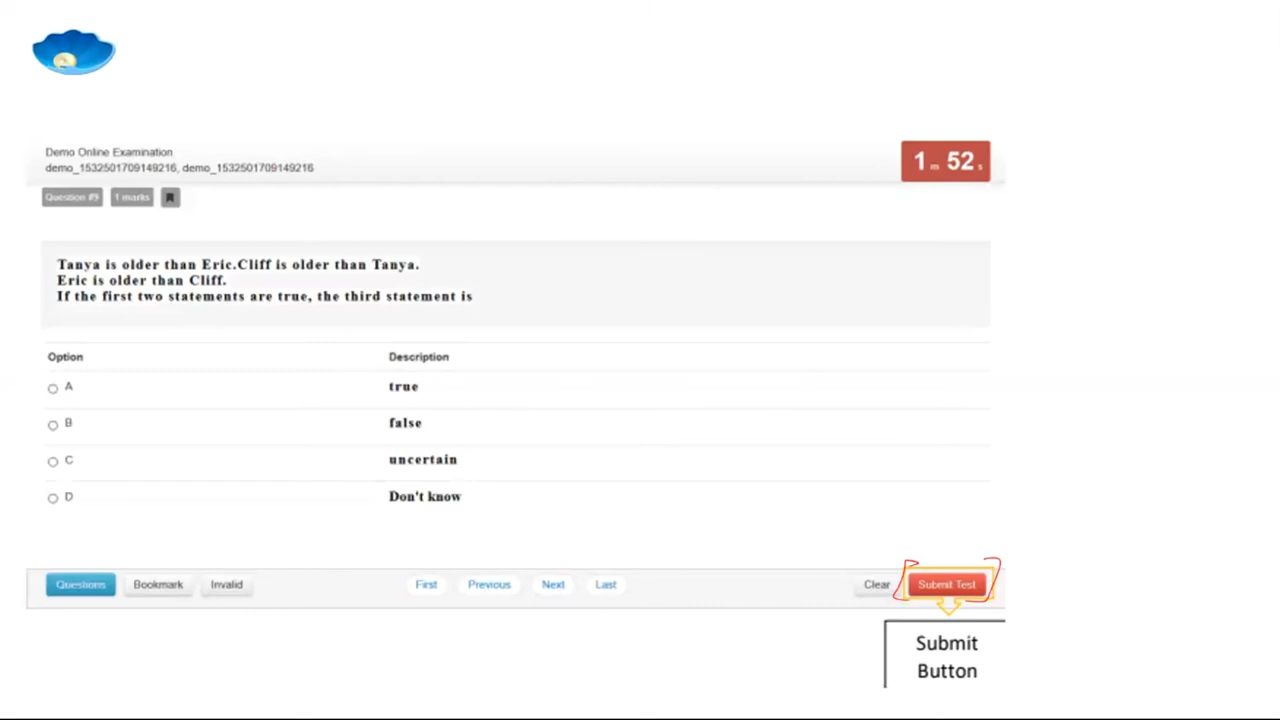 Demo Online Examination
demo_1532501709149216, demo_1532501709149216
1 m 52 s
Question #9 1 marks
Tanya is older than Eric.Cliff is older than Tanya.
Eric is older than Cliff.
If the first two statements are true, the third statement is
Option Description
A true
B false
C uncertain
D Don't know
Questions Bookmark Invalid First Previous Next Last Clear Submit Test
Submit
Button